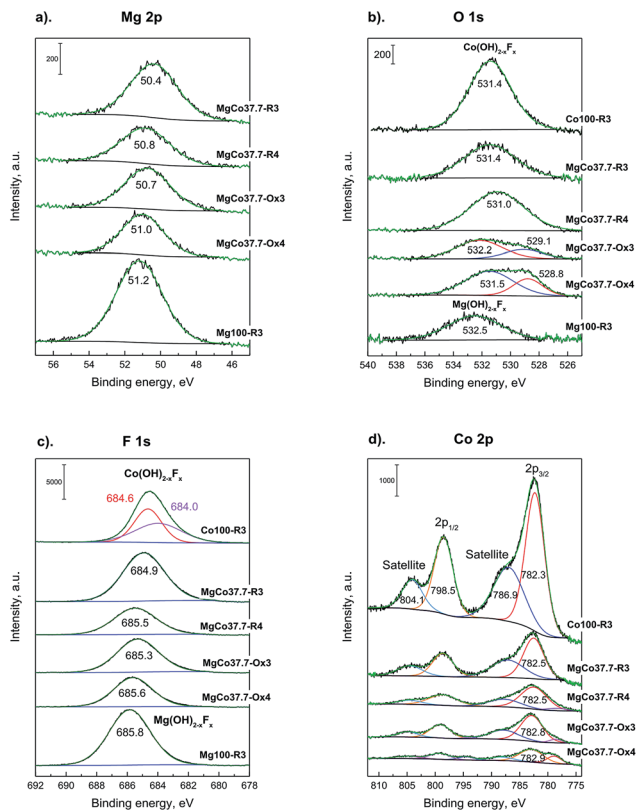 a). Mg 2p
200
50.4
MgCo37.7-R3
50.8
MgCo37.7-R4
50.7
MgCo37.7-Ox3
51.0
MgCo37.7-Ox4
51.2
Mg100-R3
Intensity, a.u.
56 54 52 50 48 46
Binding energy, eV
b). O 1s
200
Co(OH)2-xFx
531.4
Co100-R3
531.4
MgCo37.7-R3
531.0
MgCo37.7-R4
532.2 529.1
MgCo37.7-Ox3
531.5 528.8
MgCo37.7-Ox4
Mg(OH)2-xFx
532.5
Mg100-R3
Intensity, a.u.
540 538 536 534 532 530 528 526
Binding energy, eV
c). F 1s
5000
Co(OH)2-xFx
684.6 684.0
Co100-R3
684.9
MgCo37.7-R3
685.5
MgCo37.7-R4
685.3
MgCo37.7-Ox3
685.6
MgCo37.7-Ox4
Mg(OH)2-xFx
685.8
Mg100-R3
Intensity, a.u.
692 690 688 686 684 682 680 678
Binding energy, eV
d). Co 2p
1000
2p3/2
2p1/2
Satellite Satellite
804.1 798.5 786.9 782.3
Co100-R3
782.5
MgCo37.7-R3
782.5
MgCo37.7-R4
782.8
MgCo37.7-Ox3
782.9
MgCo37.7-Ox4
Intensity, a.u.
810 805 800 795 790 785 780 775
Binding energy, eV